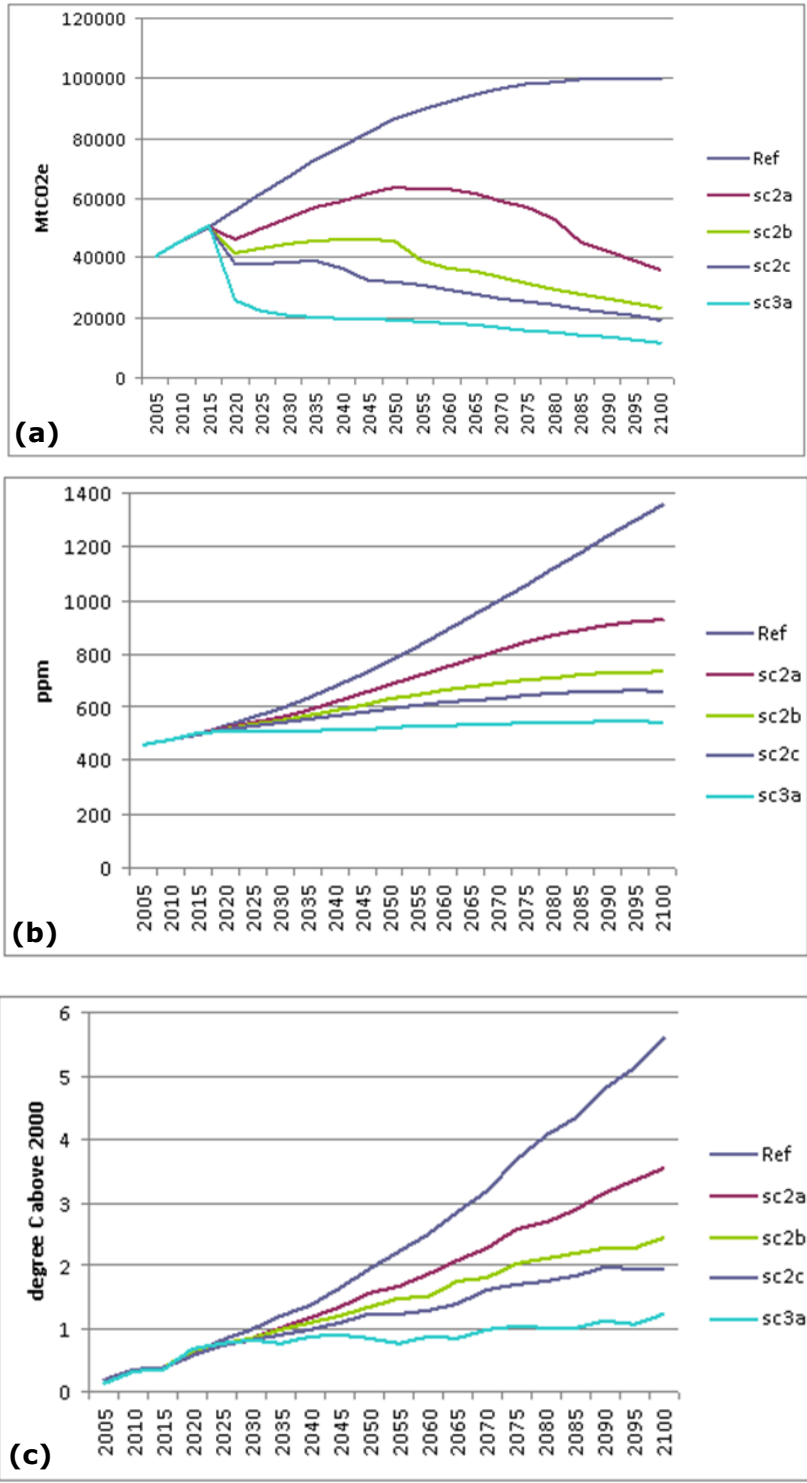 120000
100000
80000
60000
40000
20000
0
MtCO2e
2005 2010 2015 2020 2025 2030 2035 2040 2045 2050 2055 2060 2065 2070 2075 2080 2085 2090 2095 2100
Ref
sc2a
sc2b
sc2c
sc3a
(a)
1400
1200
1000
800
600
400
200
0
ppm
2005 2010 2015 2020 2025 2030 2035 2040 2045 2050 2055 2060 2065 2070 2075 2080 2085 2090 2095 2100
Ref
sc2a
sc2b
sc2c
sc3a
(b)
6
5
4
3
2
1
0
degree C above 2000
2005 2010 2015 2020 2025 2030 2035 2040 2045 2050 2055 2060 2065 2070 2075 2080 2085 2090 2095 2100
Ref
sc2a
sc2b
sc2c
sc3a
(c)